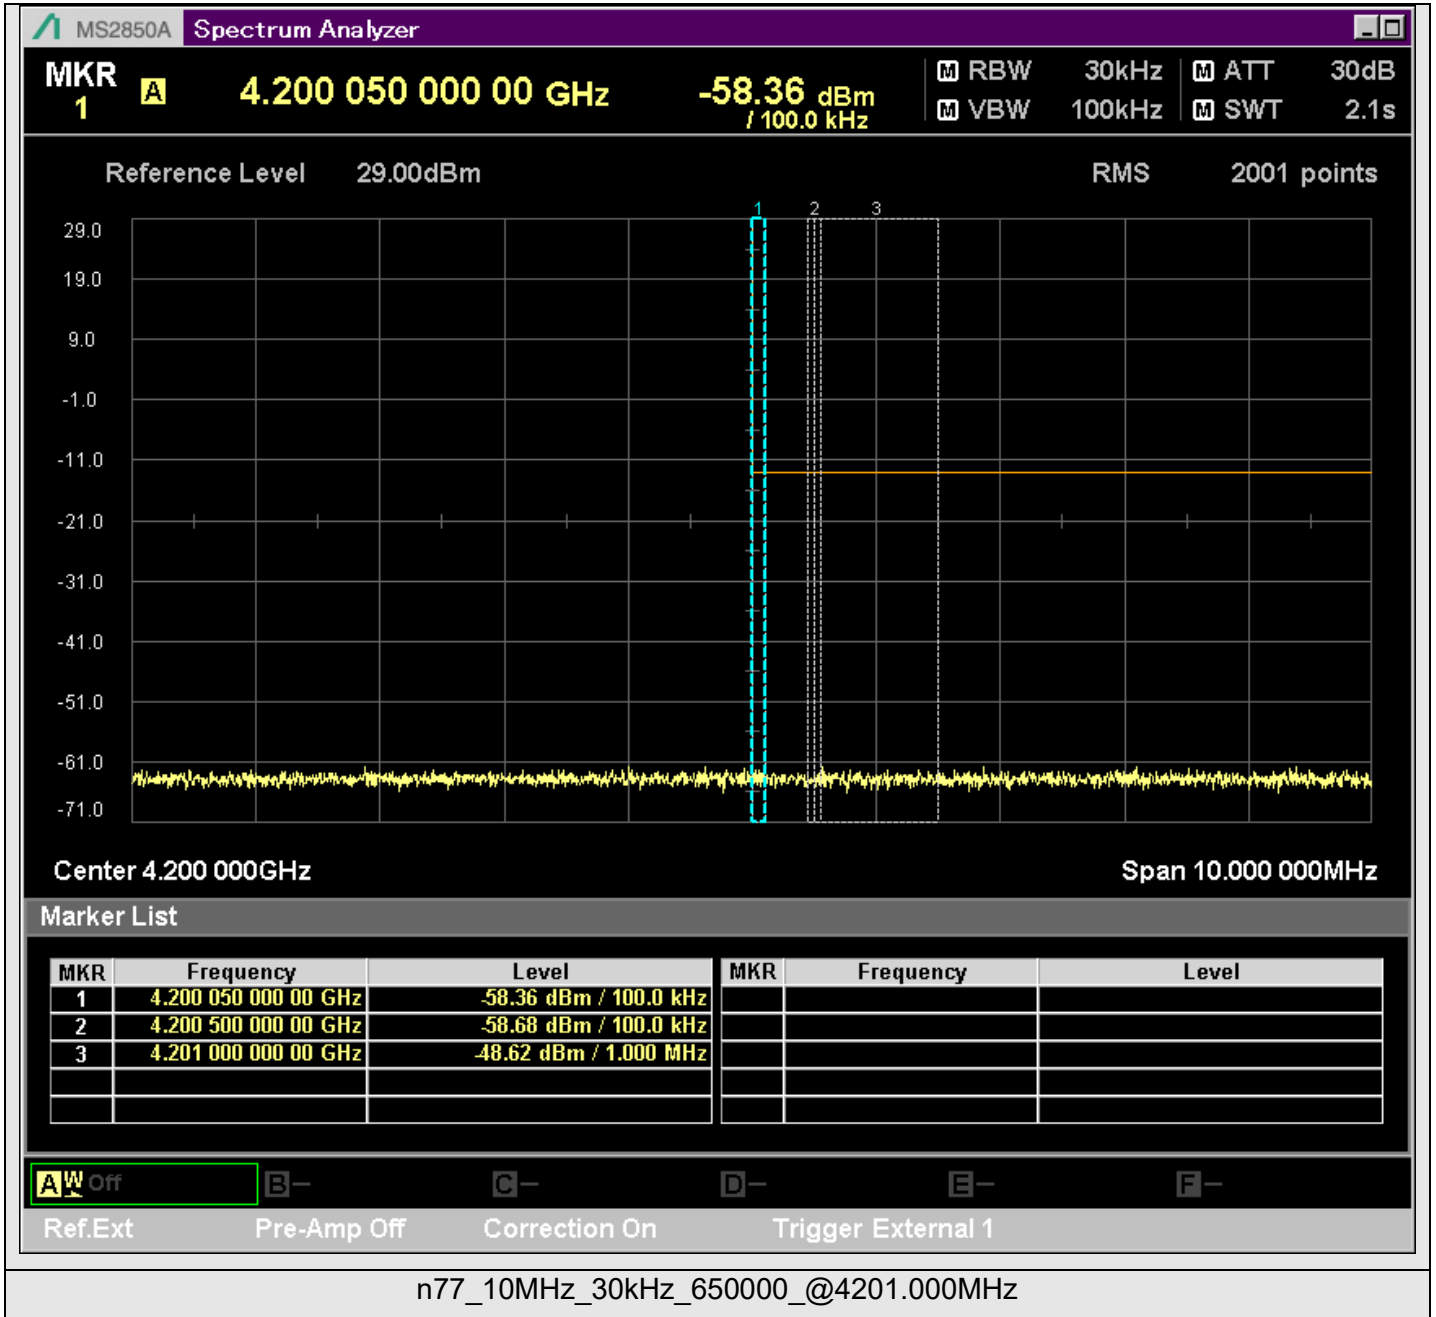 MS2850A Spectrum Analyzer
MKR 1 A 4.200 050 000 00 GHz -58.36 dBm / 100.0 kHz
M RBW 30kHz M ATT 30dB
M VBW 100kHz M SWT 2.1s
Reference Level 29.00dBm RMS 2001 points
1 2 3
29.0
19.0
9.0
-1.0
-11.0
-21.0
-31.0
-41.0
-51.0
-61.0
-71.0
Center 4.200 000GHz Span 10.000 000MHz
Marker List
MKR Frequency Level MKR Frequency Level
1 4.200 050 000 00 GHz -58.36 dBm / 100.0 kHz
2 4.200 500 000 00 GHz -58.68 dBm / 100.0 kHz
3 4.201 000 000 00 GHz -48.62 dBm / 1.000 MHz
A W Off B — C — D — E — F —
Ref.Ext Pre-Amp Off Correction On Trigger External 1
n77_10MHz_30kHz_650000_@4201.000MHz